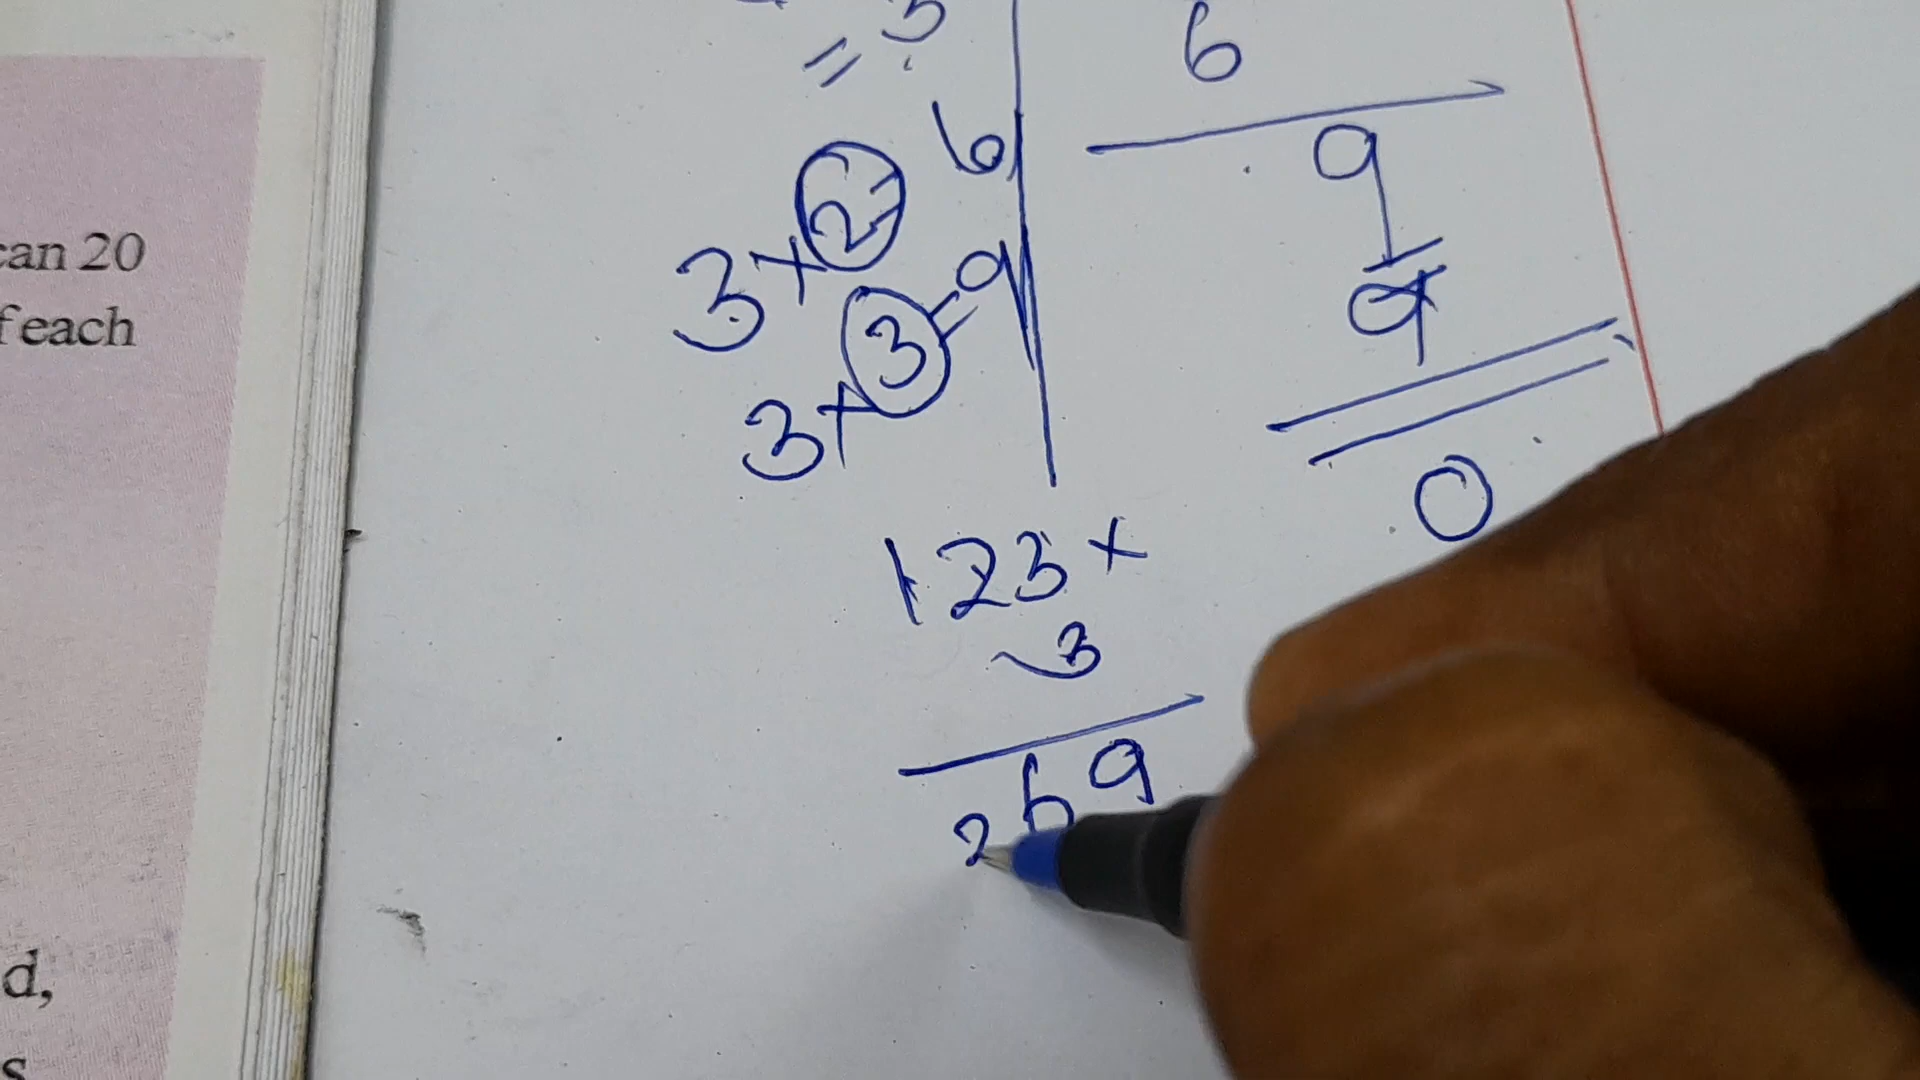 can 20
f each
d,
s
= 3
6
3×2 6
9
3×3=9
9
0
123×
3
269